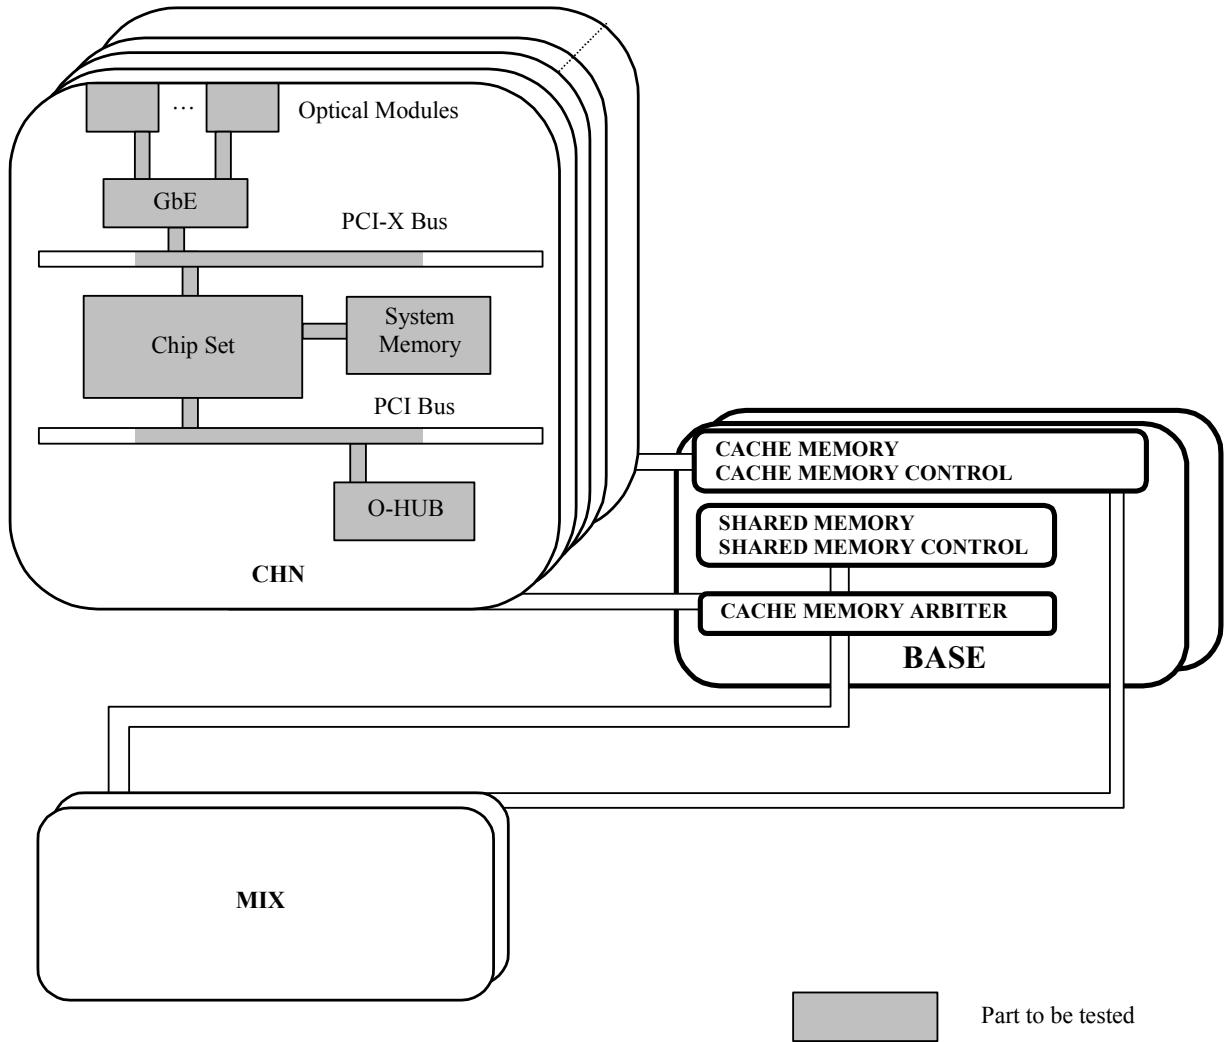 … Optical Modules
GbE
PCI-X Bus
Chip Set
System
Memory
PCI Bus
O-HUB
CHN
CACHE MEMORY
CACHE MEMORY CONTROL
SHARED MEMORY
SHARED MEMORY CONTROL
CACHE MEMORY ARBITER
BASE
MIX
Part to be tested